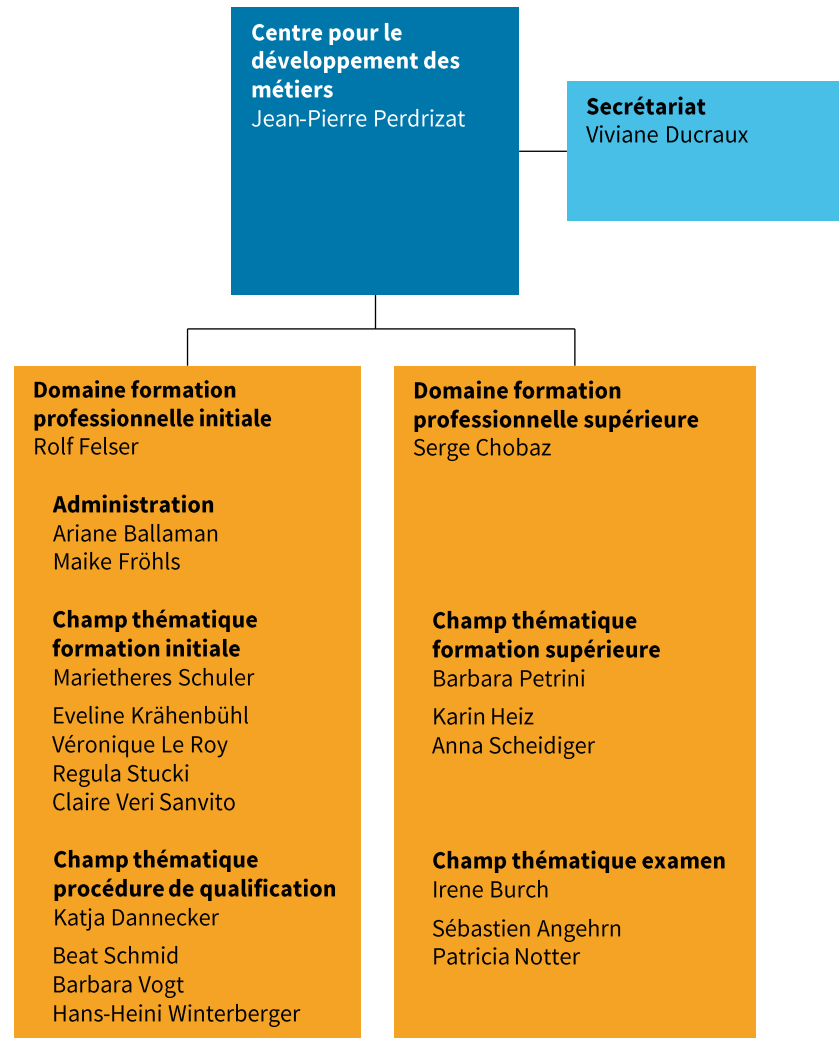 Centre pour le
développement des
métiers
Jean-Pierre Perdrizat
Secrétariat
Viviane Ducraux
Domaine formation
professionnelle initiale
Rolf Felser
Administration
Ariane Ballaman
Maike Fröhls
Champ thématique
formation initiale
Marietheres Schuler
Eveline Krähenbühl
Véronique Le Roy
Regula Stucki
Claire Veri Sanvito
Champ thématique
procédure de qualification
Katja Dannecker
Beat Schmid
Barbara Vogt
Hans-Heini Winterberger
Domaine formation
professionnelle supérieure
Serge Chobaz
Champ thématique
formation supérieure
Barbara Petrini
Karin Heiz
Anna Scheidiger
Champ thématique examen
Irene Burch
Sébastien Angehrn
Patricia Notter